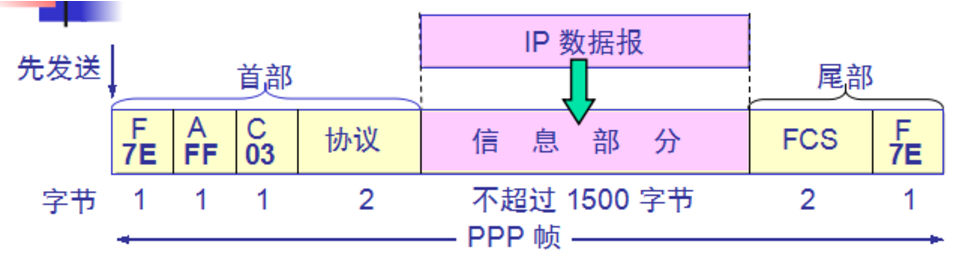 IP 数据报
先发送
首部
尾部
F
7E
A
FF
C
03
协议
信 息 部 分
FCS
F
7E
字节
1
1
1
2
不超过 1500 字节
2
1
PPP 帧